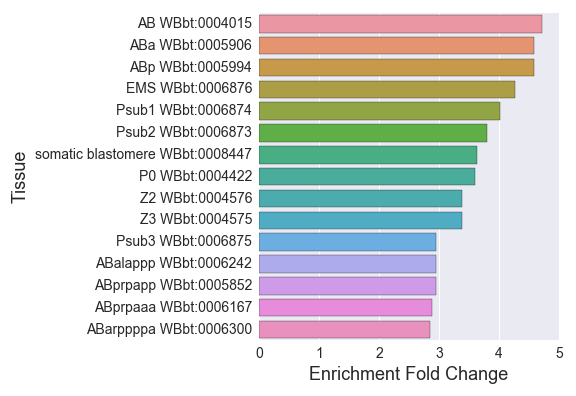 AB WBbt:0004015
ABa WBbt:0005906
ABp WBbt:0005994
EMS WBbt:0006876
Psub1 WBbt:0006874
Psub2 WBbt:0006873
somatic blastomere WBbt:0008447
P0 WBbt:0004422
Z2 WBbt:0004576
Z3 WBbt:0004575
Psub3 WBbt:0006875
ABalappp WBbt:0006242
ABprpapp WBbt:0005852
ABprpaaa WBbt:0006167
ABarppppa WBbt:0006300
Tissue
0 1 2 3 4 5
Enrichment Fold Change